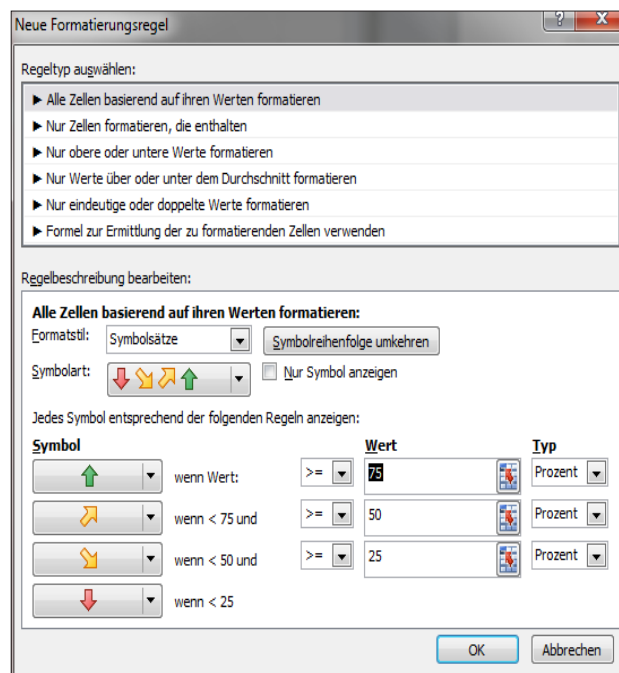 Neue Formatierungsregel
Regeltyp auswählen:
► Alle Zellen basierend auf ihren Werten formatieren
► Nur Zellen formatieren, die enthalten
► Nur obere oder untere Werte formatieren
► Nur Werte über oder unter dem Durchschnitt formatieren
► Nur eindeutige oder doppelte Werte formatieren
► Formel zur Ermittlung der zu formatierenden Zellen verwenden
Regelbeschreibung bearbeiten:
Alle Zellen basierend auf ihren Werten formatieren:
Formatstil: Symbolsätze Symbolreihenfolge umkehren
Symbolart: Nur Symbol anzeigen
Jedes Symbol entsprechend der folgenden Regeln anzeigen:
Symbol Wert Typ
wenn Wert: >= 75 Prozent
wenn < 75 und >= 50 Prozent
wenn < 50 und >= 25 Prozent
wenn < 25
OK Abbrechen